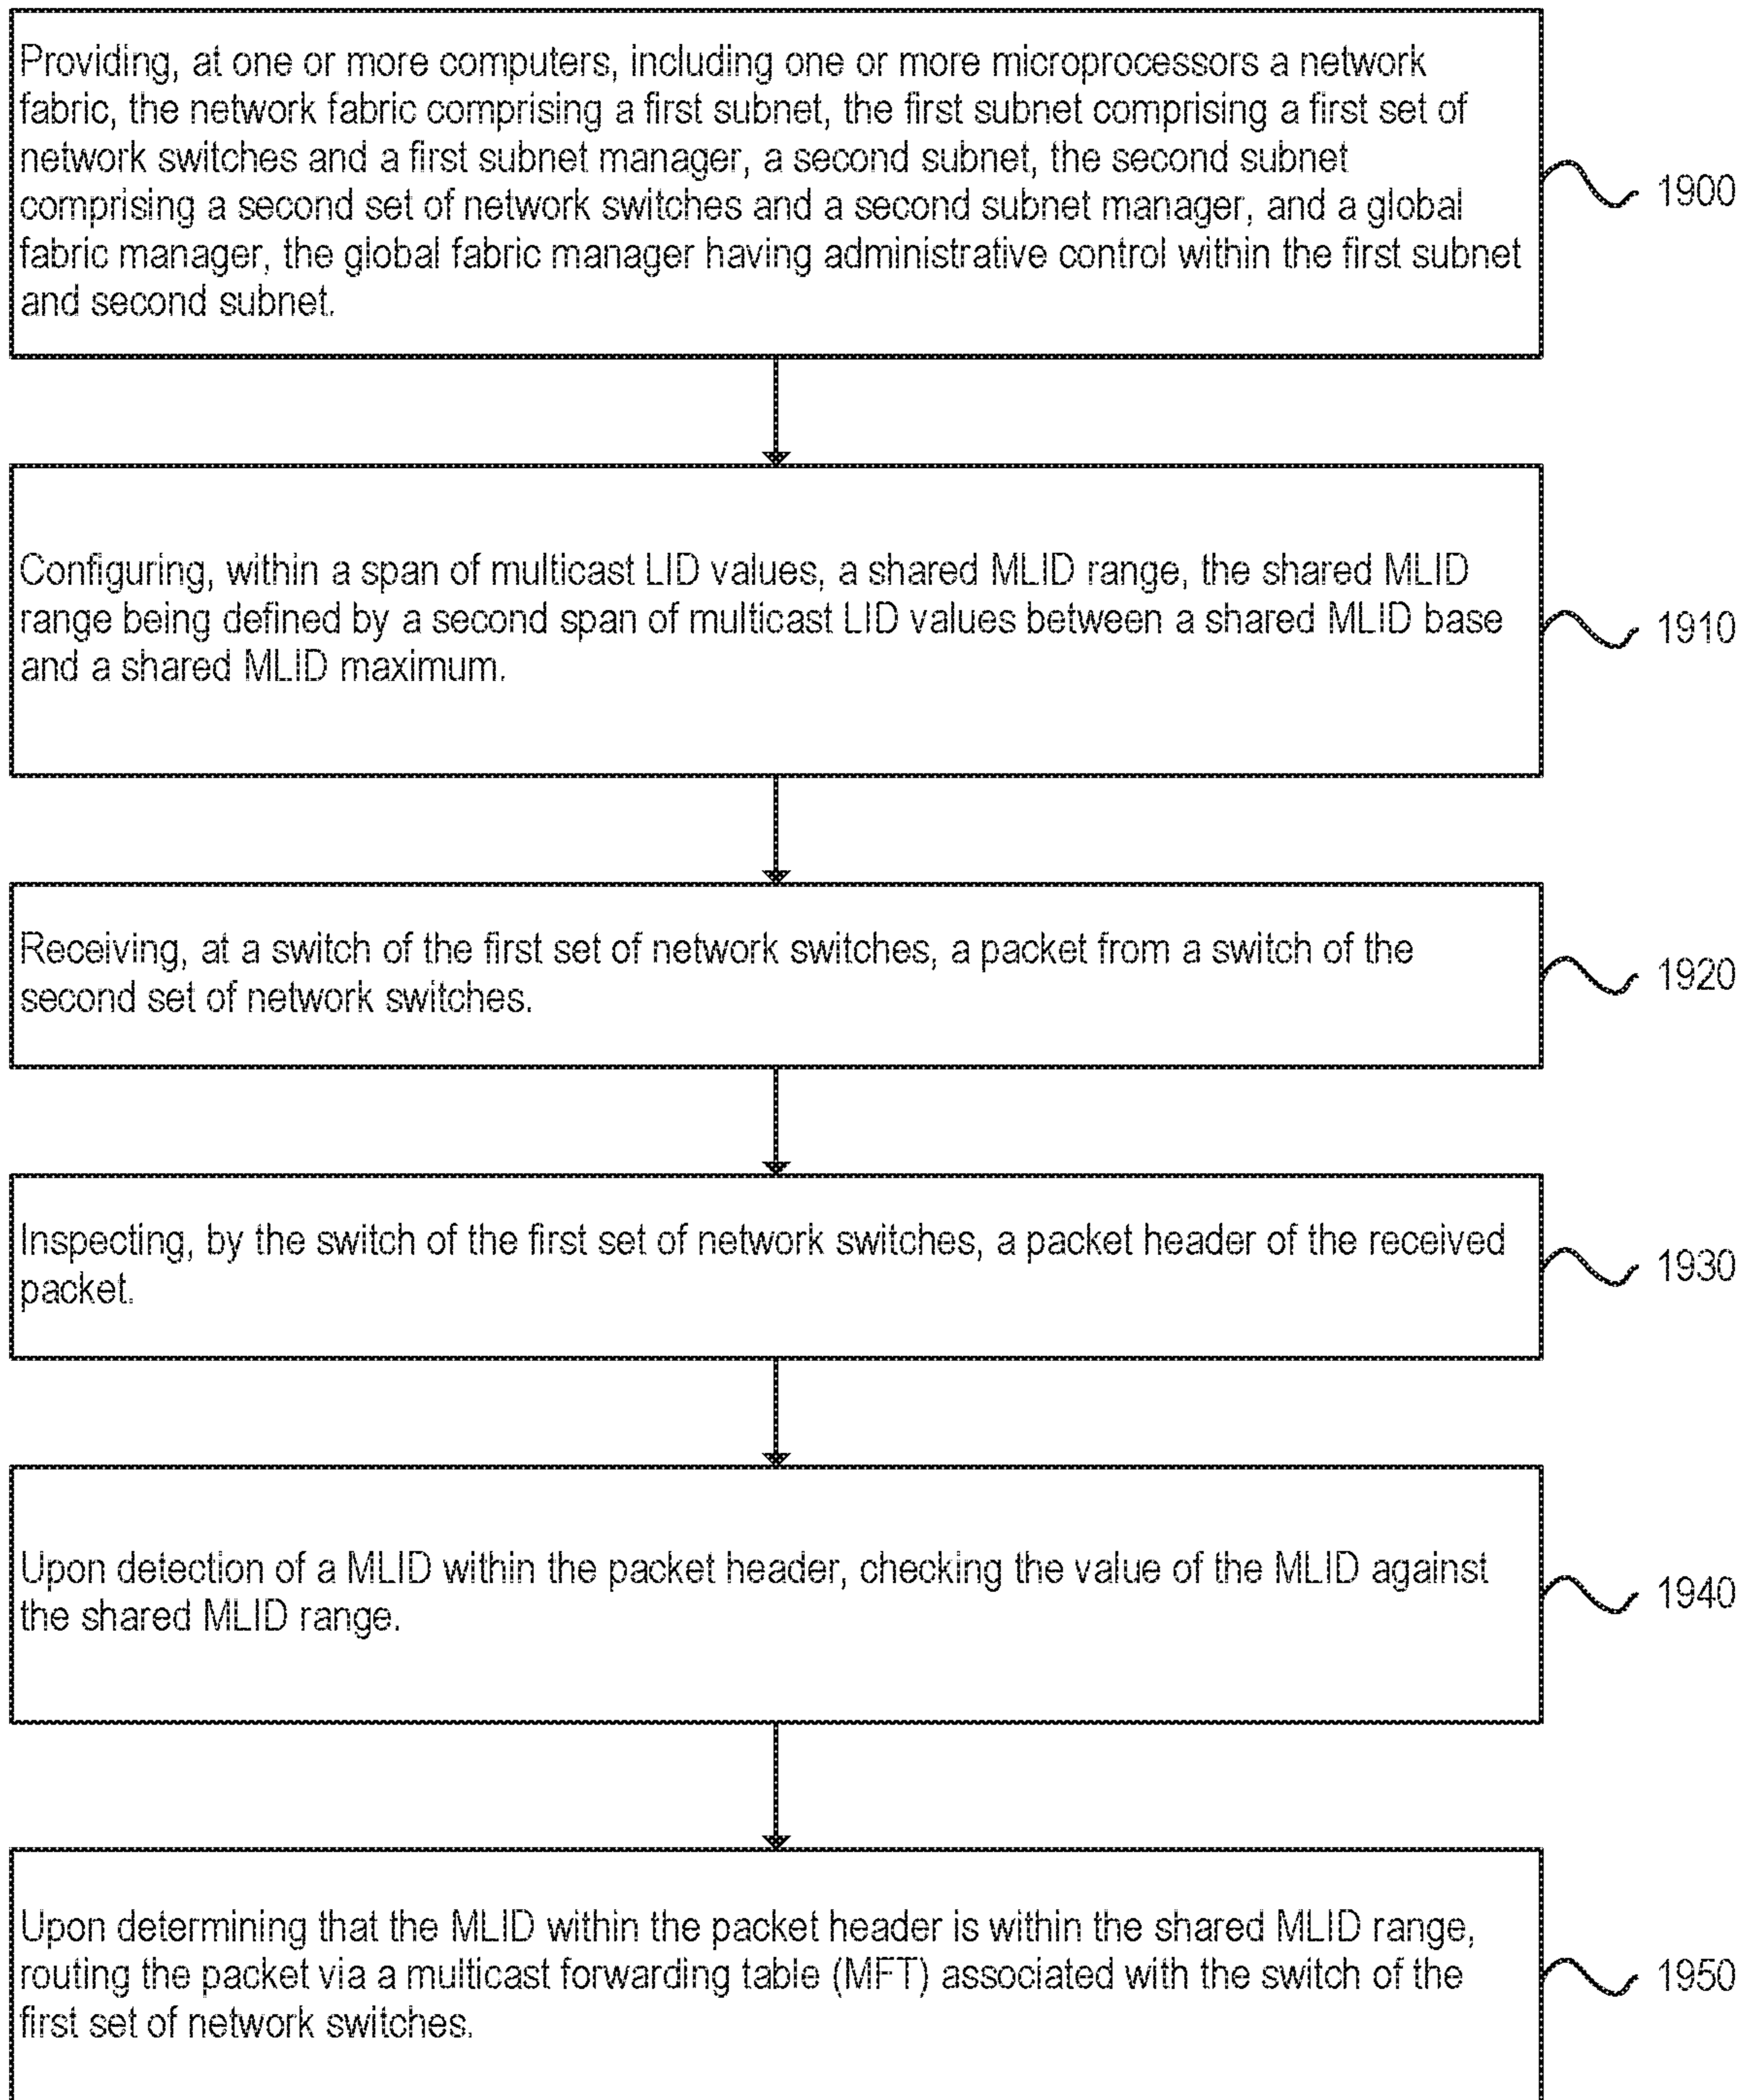 Providing, at one or more computers, including one or more microprocessors a network
fabric, the network fabric comprising a first subnet, the first subnet comprising a first set of
network switches and a first subnet manager, a second subnet, the second subnet
comprising a second set of network switches and a second subnet manager, and a global
fabric manager, the global fabric manager having administrative control within the first subnet
and second subnet.
1900
Configuring, within a span of multicast LID values, a shared MLID range, the shared MLID
range being defined by a second span of multicast LID values between a shared MLID base
and a shared MLID maximum.
1910
Receiving, at a switch of the first set of network switches, a packet from a switch of the
second set of network switches.
1920
Inspecting, by the switch of the first set of network switches, a packet header of the received
packet.
1930
Upon detection of a MLID within the packet header, checking the value of the MLID against
the shared MLID range.
1940
Upon determining that the MLID within the packet header is within the shared MLID range,
routing the packet via a multicast forwarding table (MFT) associated with the switch of the
first set of network switches.
1950